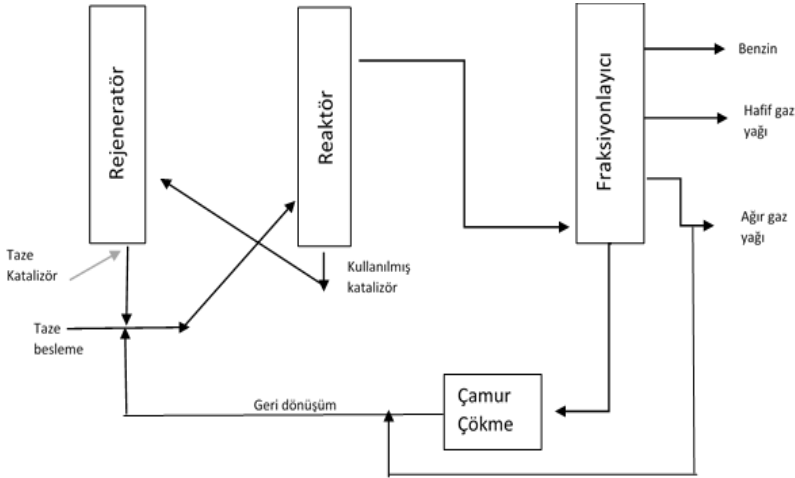 Rejeneratör
Reaktör
Fraksiyonlayıcı
Benzin
Hafif gaz
yağı
Ağır gaz
yağı
Taze
Katalizör
Kullanılmış
katalizör
Taze
besleme
Geri dönüşüm
Çamur
Çökme